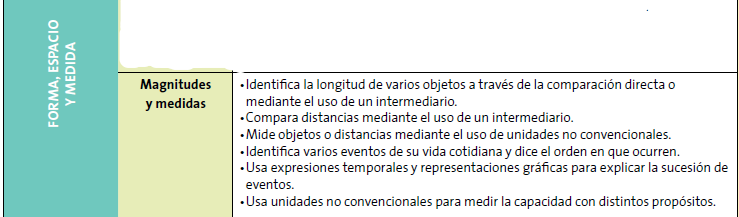 FORMA, ESPACIO
Y MEDIDA
Magnitudes
y medidas
•Identifica la longitud de varios objetos a través de la comparación directa o
mediante el uso de un intermediario.
•Compara distancias mediante el uso de un intermediario.
•Mide objetos o distancias mediante el uso de unidades no convencionales.
•Identifica varios eventos de su vida cotidiana y dice el orden en que ocurren.
•Usa expresiones temporales y representaciones gráficas para explicar la sucesión de
eventos.
•Usa unidades no convencionales para medir la capacidad con distintos propósitos.